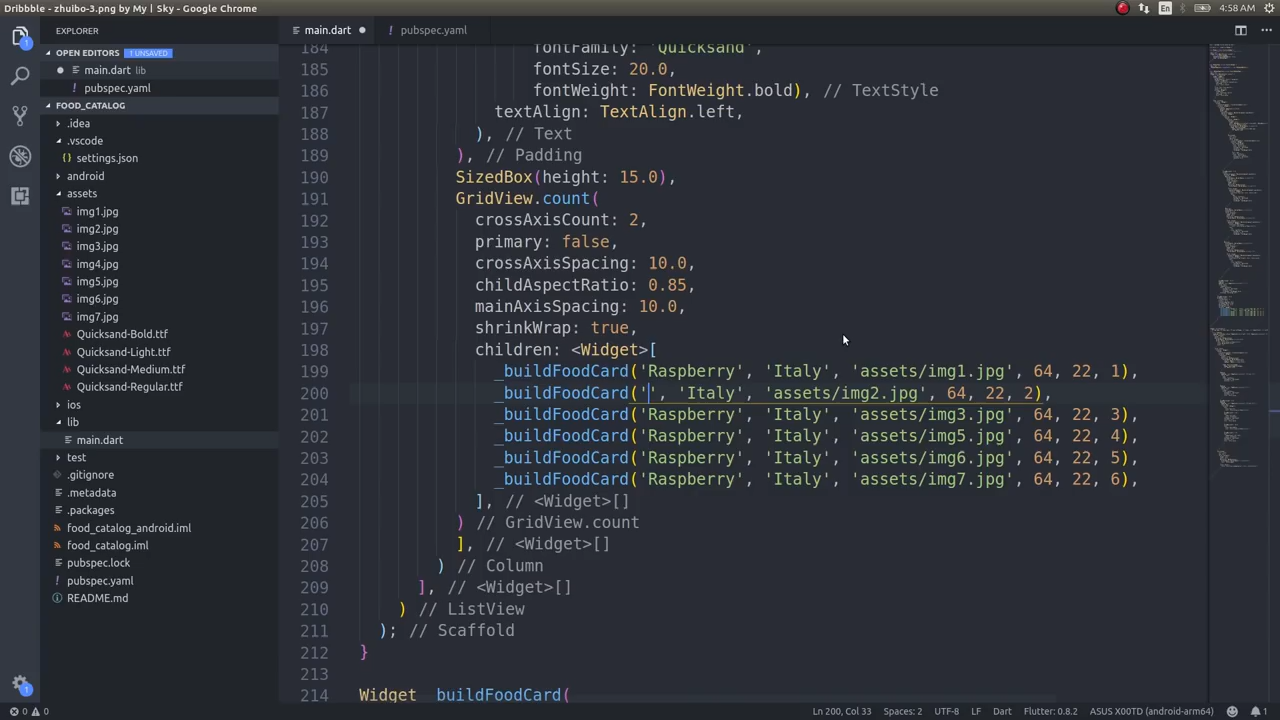 Dribbble - zhuibo-3.png by My | Sky - Google Chrome
En
4:58 AM
EXPLORER
main.dart
pubspec.yaml
OPEN EDITORS 1 UNSAVED
main.dart lib
pubspec.yaml
FOOD_CATALOG
.idea
.vscode
settings.json
android
assets
img1.jpg
img2.jpg
img3.jpg
img4.jpg
img5.jpg
img6.jpg
img7.jpg
Quicksand-Bold.ttf
Quicksand-Light.ttf
Quicksand-Medium.ttf
Quicksand-Regular.ttf
ios
lib
main.dart
test
.gitignore
.metadata
.packages
food_catalog_android.iml
food_catalog.iml
pubspec.lock
pubspec.yaml
README.md
184 fontFamily: 'Quicksand',
185 fontSize: 20.0,
186 fontWeight: FontWeight.bold), // TextStyle
187 textAlign: TextAlign.left,
188 ), // Text
189 ), // Padding
190 SizedBox(height: 15.0),
191 GridView.count(
192 crossAxisCount: 2,
193 primary: false,
194 crossAxisSpacing: 10.0,
195 childAspectRatio: 0.85,
196 mainAxisSpacing: 10.0,
197 shrinkWrap: true,
198 children: <Widget>[
199 _buildFoodCard('Raspberry', 'Italy', 'assets/img1.jpg', 64, 22, 1),
200 _buildFoodCard('', 'Italy', 'assets/img2.jpg', 64, 22, 2),
201 _buildFoodCard('Raspberry', 'Italy', 'assets/img3.jpg', 64, 22, 3),
202 _buildFoodCard('Raspberry', 'Italy', 'assets/img5.jpg', 64, 22, 4),
203 _buildFoodCard('Raspberry', 'Italy', 'assets/img6.jpg', 64, 22, 5),
204 _buildFoodCard('Raspberry', 'Italy', 'assets/img7.jpg', 64, 22, 6),
205 ], // <Widget>[]
206 ) // GridView.count
207 ], // <Widget>[]
208 ) // Column
209 ], // <Widget>[]
210 ) // ListView
211 ); // Scaffold
212 }
213
214 Widget _buildFoodCard(
0 0 Ln 200, Col 33 Spaces: 2 UTF-8 LF Dart Flutter: 0.8.2 ASUS X00TD (android-arm64) 1